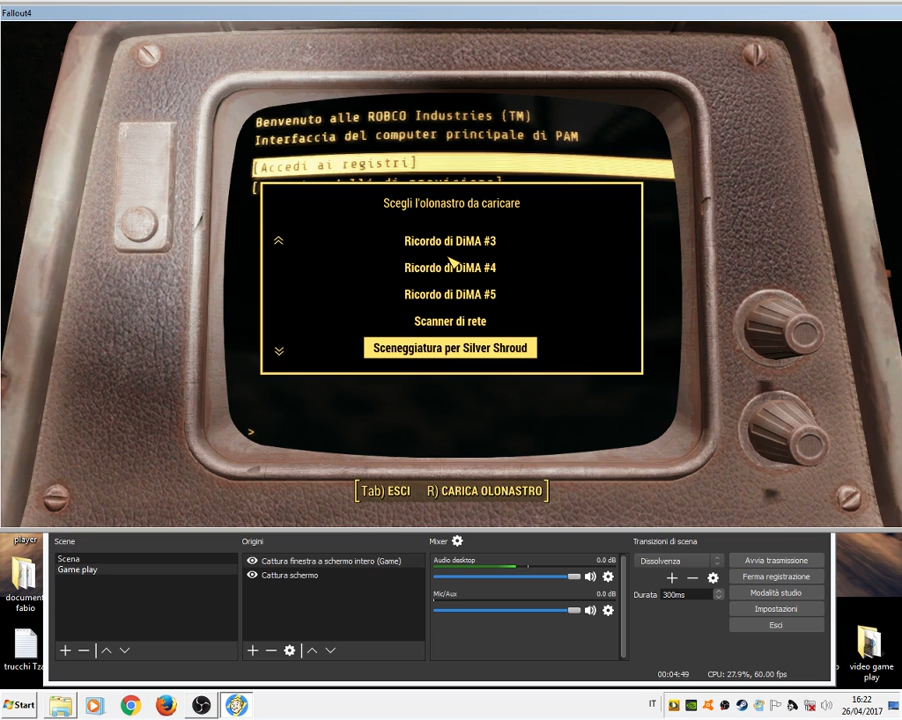 Fallout4
Benvenuto alle ROBCO Industries (TM)
Interfaccia del computer principale di PAM
[Accedi ai registri]
Scegli l'olonastro da caricare
Ricordo di DiMA #3
Ricordo di DiMA #4
Ricordo di DiMA #5
Scanner di rete
Sceneggiatura per Silver Shroud
>
[Tab) ESCI R) CARICA OLONASTRO]
player
document
fabio
trucchi Tza
Scene
Scena
Game play
Origini
Cattura finestra a schermo intero (Game)
Cattura schermo
Mixer
Audio desktop 0.0 dB
Mic/Aux 0.0 dB
Transizioni di scena
Dissolvenza
Durata 300ms
Avvia trasmissione
Ferma registrazione
Modalità studio
Impostazioni
Esci
00:04:49 CPU: 27.9%, 60.00 fps
video game
play
Start
IT
16:22
26/04/2017